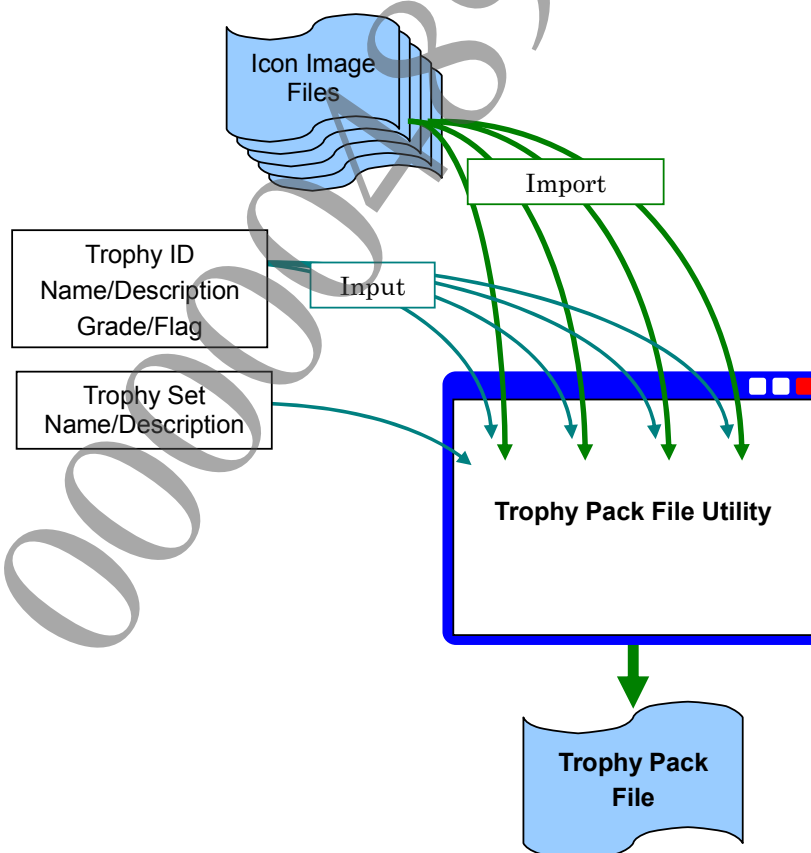 Icon Image
Files
Import
Trophy ID
Name/Description
Grade/Flag
Input
Trophy Set
Name/Description
Trophy Pack File Utility
Trophy Pack
File